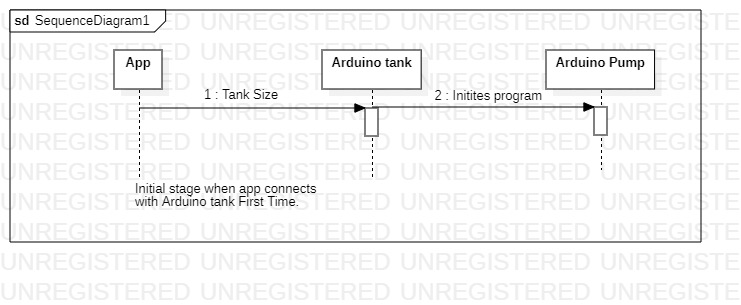 sd SequenceDiagram1
App
Arduino tank
Arduino Pump
1 : Tank Size
2 : Initites program
Initial stage when app connects
with Arduino tank First Time.
UNREGISTERED UNREGISTERED UNREGISTERED UNREGISTERED